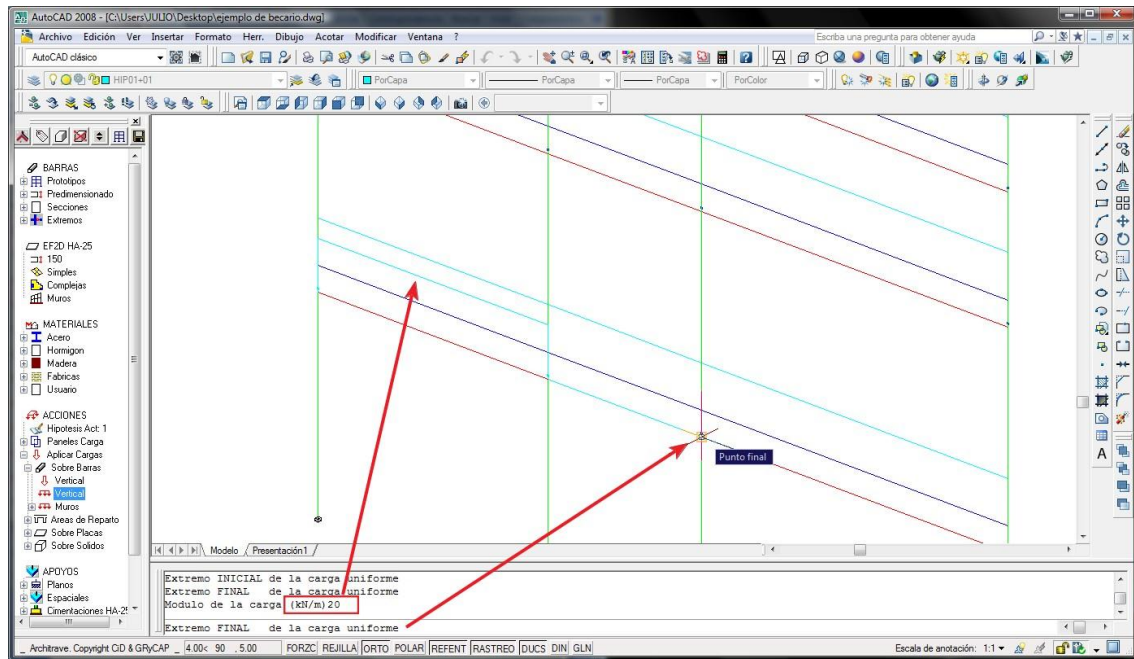 AutoCAD 2008 - [C:\Users\JULIO\Desktop\ejemplo de becario.dwg]
Archivo Edición Ver Insertar Formato Herr. Dibujo Acotar Modificar Ventana ?
Escriba una pregunta para obtener ayuda
AutoCAD clásico
HIP01+01
PorCapa
PorCapa
PorCapa
PorColor
BARRAS
Prototipos
Predimensionado
Secciones
Extremos
EF2D HA-25
150
Simples
Complejas
Muros
MATERIALES
Acero
Hormigon
Madera
Fabricas
Usuario
ACCIONES
Hipotesis Act: 1
Paneles Carga
Aplicar Cargas
Sobre Barras
Vertical
Vertical
Muros
Areas de Reparto
Sobre Placas
Sobre Solidos
APOYOS
Planos
Espaciales
Cimentaciones HA-25
Punto final
Modelo
Presentación1
Extremo INICIAL de la carga uniforme
Extremo FINAL de la carga uniforme
Modulo de la carga (kN/m)20
Extremo FINAL de la carga uniforme
_ Architrave. Copyright CiD & GRyCAP _ 4.00< 90 . 5.00 FORZC REJILLA ORTO POLAR REFENT RASTREO DUCS DIN GLN
Escala de anotación: 1:1